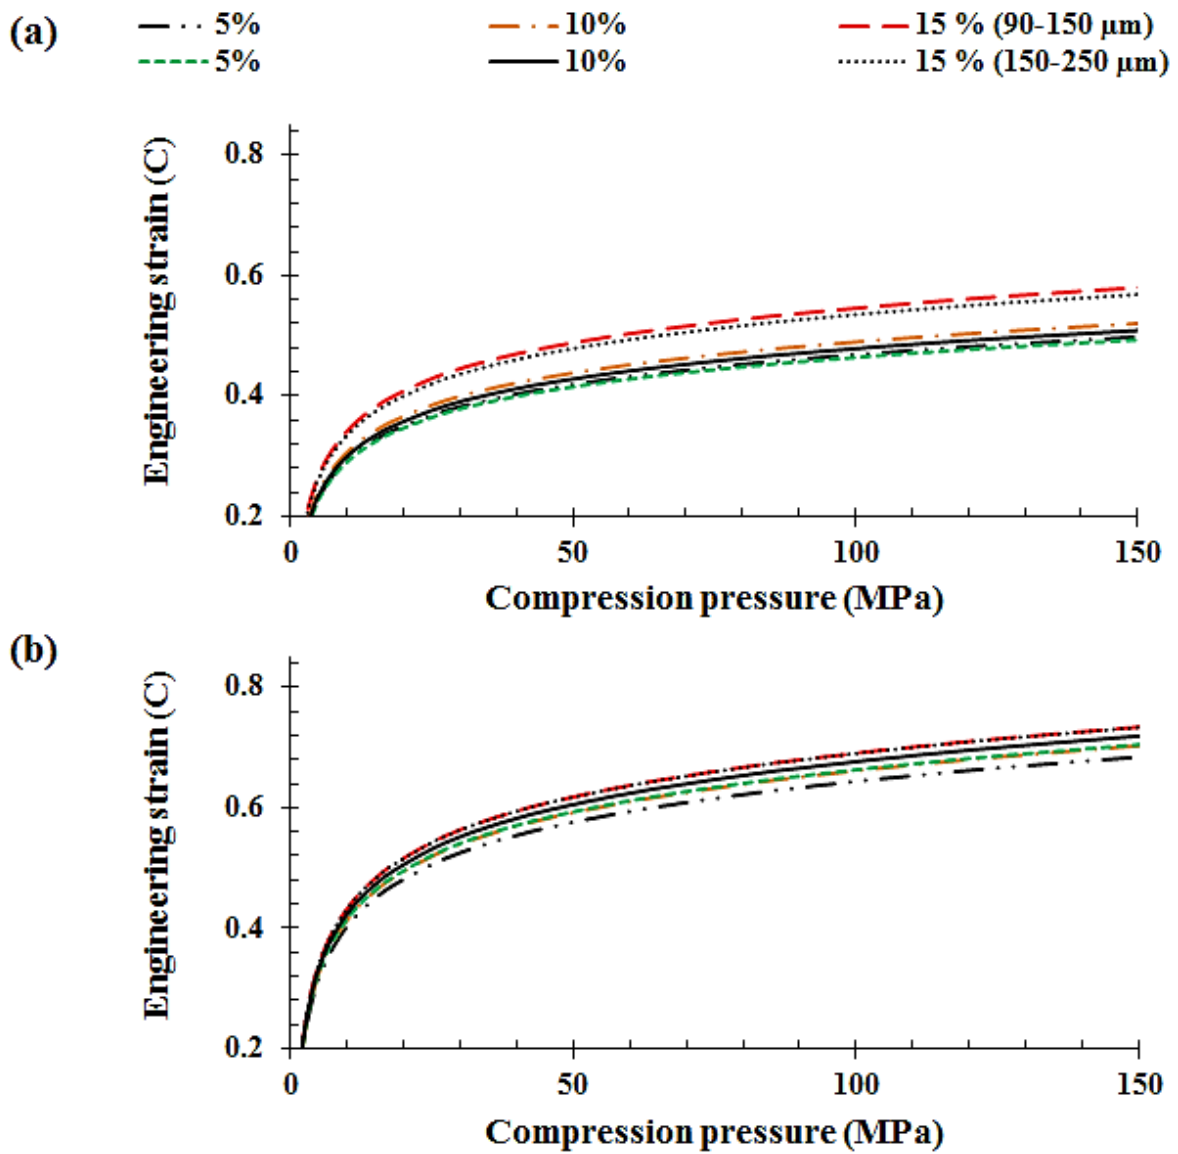 (a)
5% 10% 15 % (90-150 µm)
5% 10% 15 % (150-250 µm)
0.8
0.6
0.4
0.2
Engineering strain (C)
0 50 100 150
Compression pressure (MPa)
(b)
0.8
0.6
0.4
0.2
Engineering strain (C)
0 50 100 150
Compression pressure (MPa)